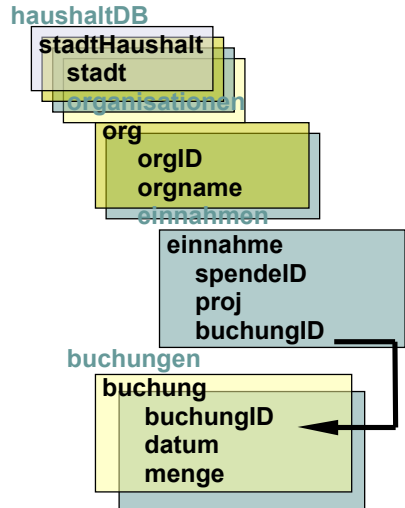 haushaltDB
stadtHaushalt
stadt
organisationen
org
orgID
orgname
einnahmen
einnahme
spendeID
proj
buchungID
buchungen
buchung
buchungID
datum
menge